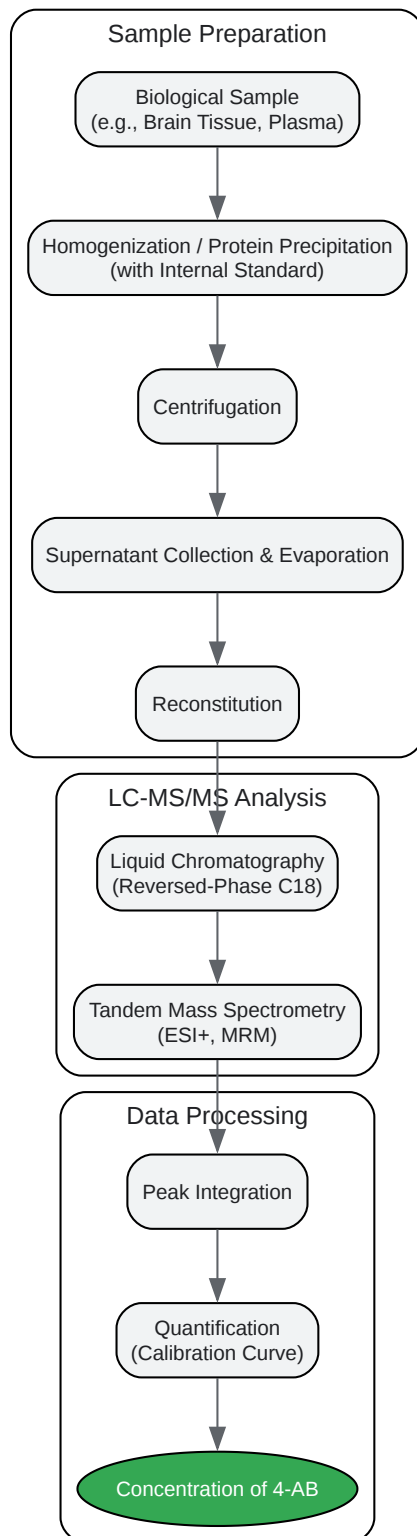 Sample Preparation
Biological Sample
(e.g., Brain Tissue, Plasma)
Homogenization / Protein Precipitation
(with Internal Standard)
Centrifugation
Supernatant Collection & Evaporation
Reconstitution
LC-MS/MS Analysis
Liquid Chromatography
(Reversed-Phase C18)
Tandem Mass Spectrometry
(ESI+, MRM)
Data Processing
Peak Integration
Quantification
(Calibration Curve)
Concentration of 4-AB